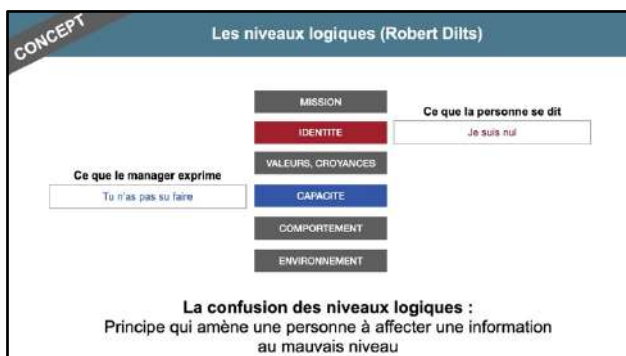 CONCEPT
Les niveaux logiques (Robert Dilts)
MISSION
Ce que la personne se dit
IDENTITE
Je suis nul
VALEURS, CROYANCES
Ce que le manager exprime
Tu n'as pas su faire
CAPACITE
COMPORTEMENT
ENVIRONNEMENT
La confusion des niveaux logiques :
Principe qui amène une personne à affecter une information
au mauvais niveau